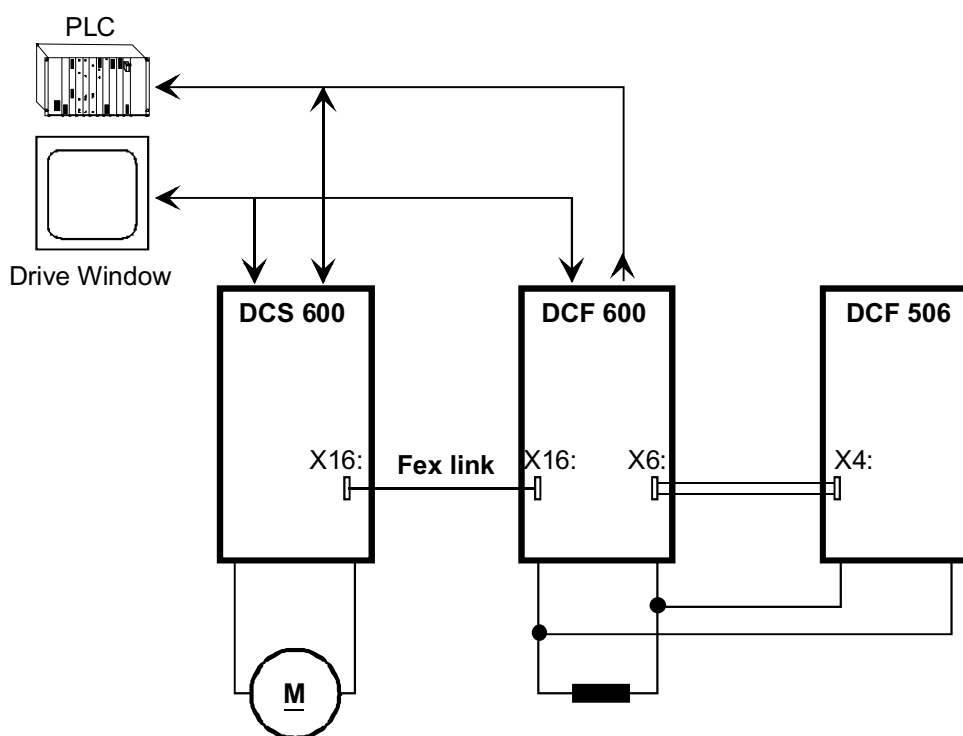 PLC
Drive Window
DCS 600
DCF 600
DCF 506
X16:
Fex link
X16:
X6:
X4:
M